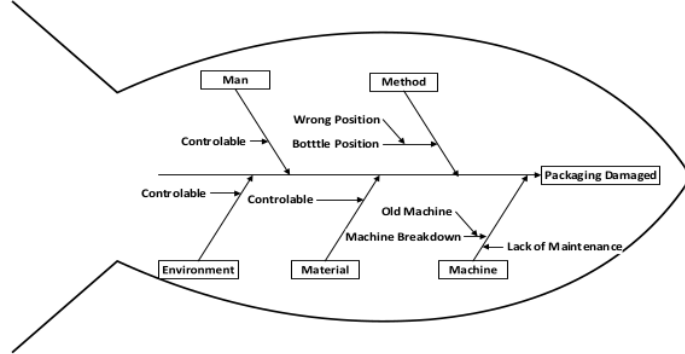 Man
Method
Wrong Position
Controlable
Botttle Position
Packaging Damaged
Controlable
Controlable
Old Machine
Machine Breakdown
Lack of Maintenance
Environment
Material
Machine